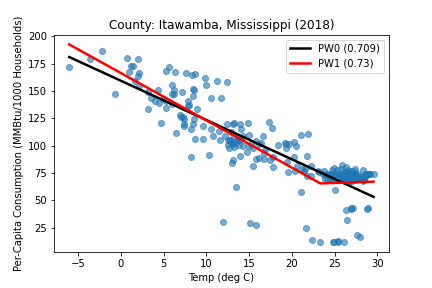 County: Itawamba, Mississippi (2018)
Per-Capita Consumption (MMBtu/1000 Households)
200
175
150
125
100
75
50
25
PW0 (0.709)
PW1 (0.73)
−5 0 5 10 15 20 25 30
Temp (deg C)